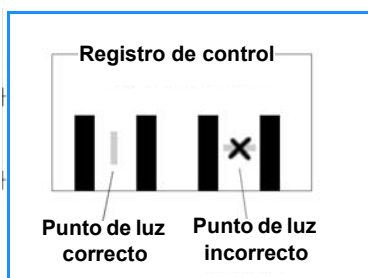 Registro de control
Punto de luz
correcto
Punto de luz
incorrecto